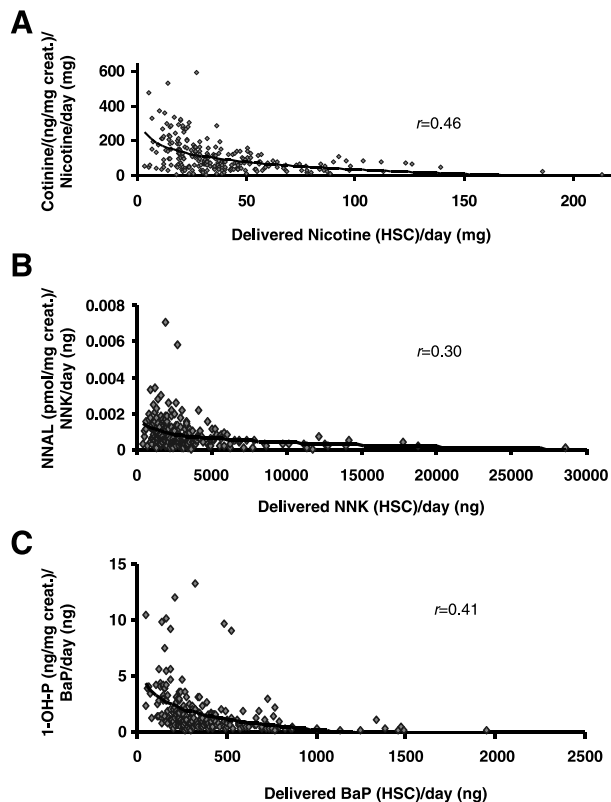 A
Cotinine/(ng/mg creat.)/
Nicotine/day (mg)
600
400
200
0
r=0.46
0
50
100
150
200
Delivered Nicotine (HSC)/day (mg)
B
NNAL (pmol/mg creat.)/
NNK/day (ng)
0.008
0.006
0.004
0.002
0
r=0.30
0
5000
10000
15000
20000
25000
30000
Delivered NNK (HSC)/day (ng)
C
1-OH-P (ng/mg creat.)/
BaP/day (ng)
15
10
5
0
r=0.41
0
500
1000
1500
2000
2500
Delivered BaP (HSC)/day (ng)